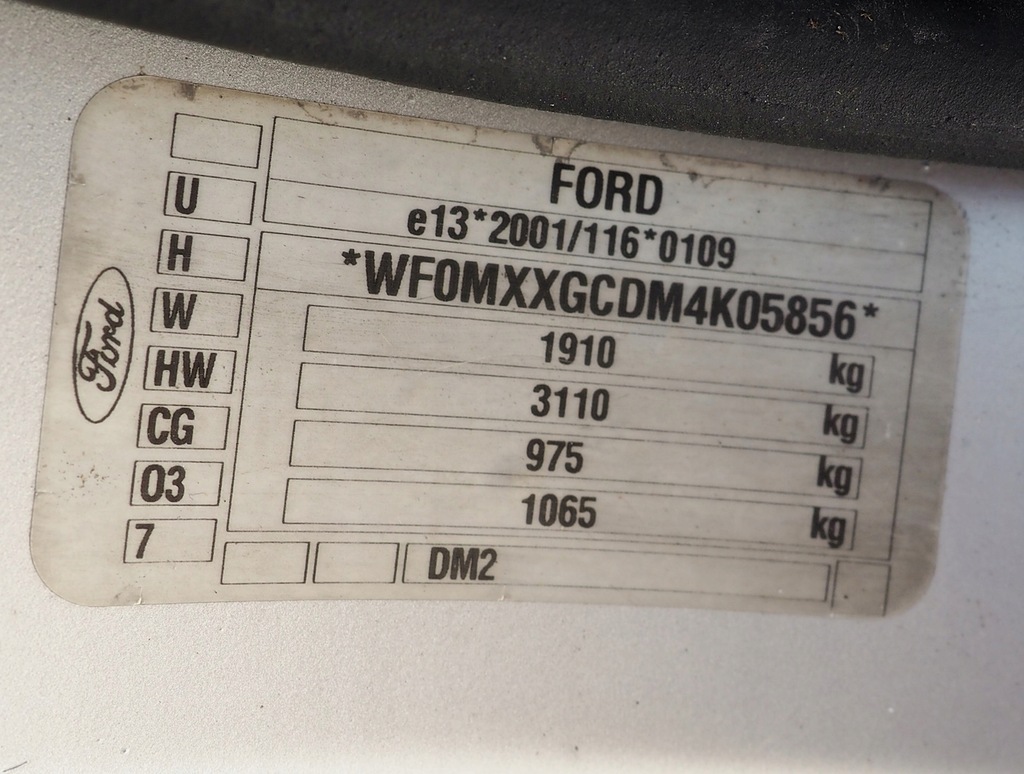 Ford
U
H
W
HW
CG
03
7
FORD
e13*2001/116*0109
*WF0MXXGCDM4K05856*
1910 kg
3110 kg
975 kg
1065 kg
DM2